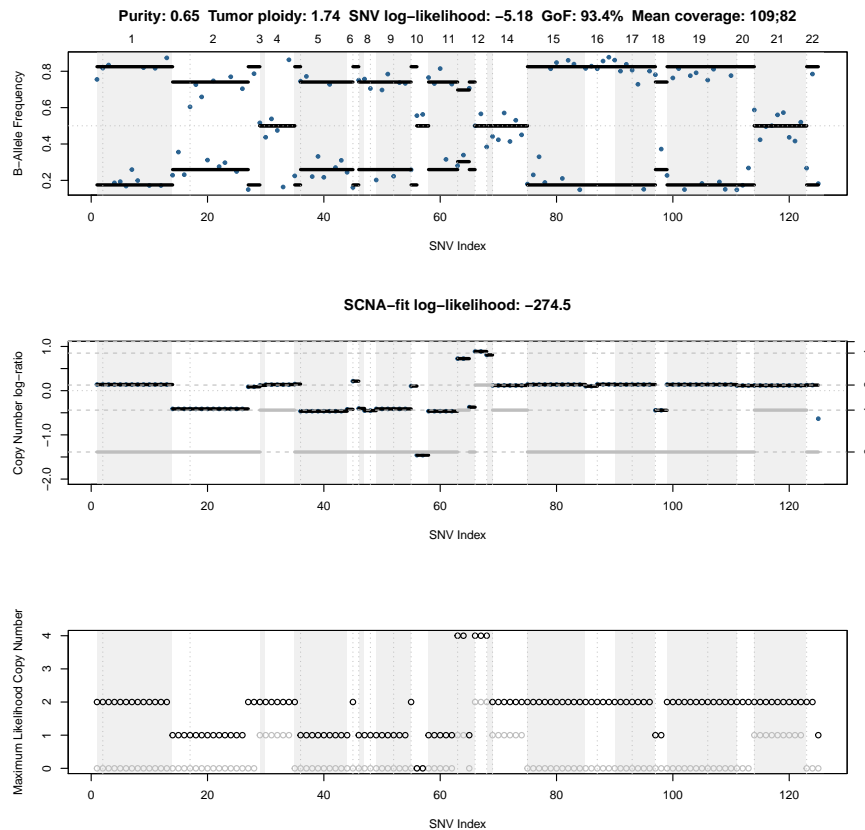 Purity: 0.65 Tumor ploidy: 1.74 SNV log−likelihood: −5.18 GoF: 93.4% Mean coverage: 109;82
1 2 3 4 5 6 8 9 10 11 12 14 15 16 17 18 19 20 21 22
B−Allele Frequency
0.8
0.6
0.4
0.2
0 20 40 60 80 100 120
SNV Index
SCNA−fit log−likelihood: −274.5
Copy Number log−ratio
1.0
0.0
−1.0
−2.0
0 20 40 60 80 100 120
SNV Index
Maximum Likelihood Copy Number
4
3
2
1
0
0 20 40 60 80 100 120
SNV Index